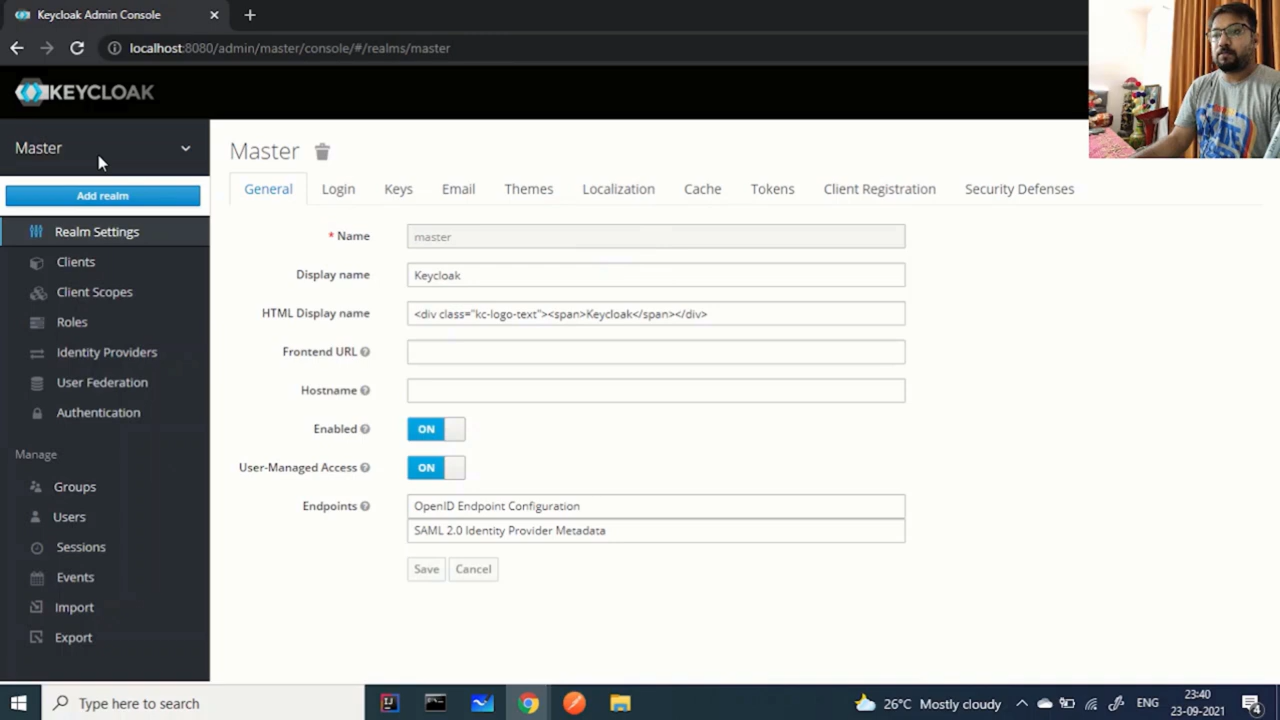 Keycloak Admin Console
localhost:8080/admin/master/console/#/realms/master
KEYCLOAK
Master
Add realm
Realm Settings
Clients
Client Scopes
Roles
Identity Providers
User Federation
Authentication
Manage
Groups
Users
Sessions
Events
Import
Export
Master
General Login Keys Email Themes Localization Cache Tokens Client Registration Security Defenses
* Name master
Display name Keycloak
HTML Display name <div class="kc-logo-text"><span>Keycloak</span></div>
Frontend URL
Hostname
Enabled ON
User-Managed Access ON
Endpoints OpenID Endpoint Configuration
SAML 2.0 Identity Provider Metadata
Save Cancel
Type here to search
26°C Mostly cloudy
ENG
23:40
23-09-2021
4